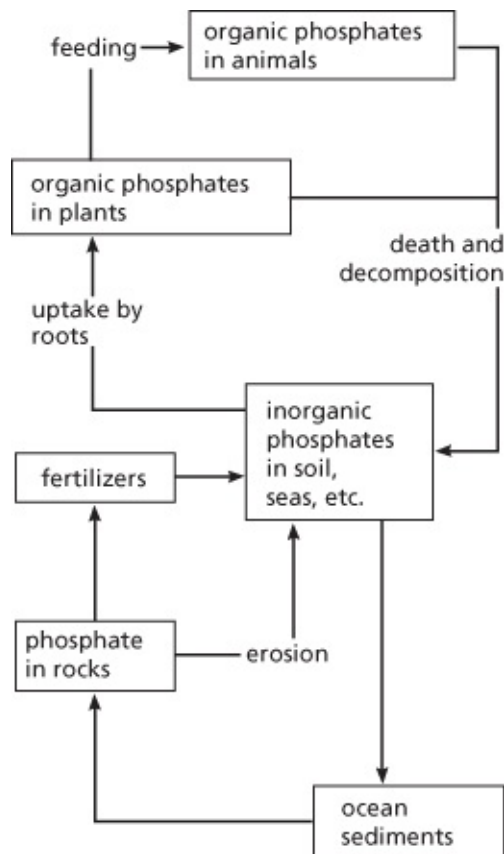 feeding
organic phosphates
in animals
organic phosphates
in plants
death and
decomposition
uptake by
roots
inorganic
phosphates
in soil,
seas, etc.
fertilizers
phosphate
in rocks
erosion
ocean
sediments